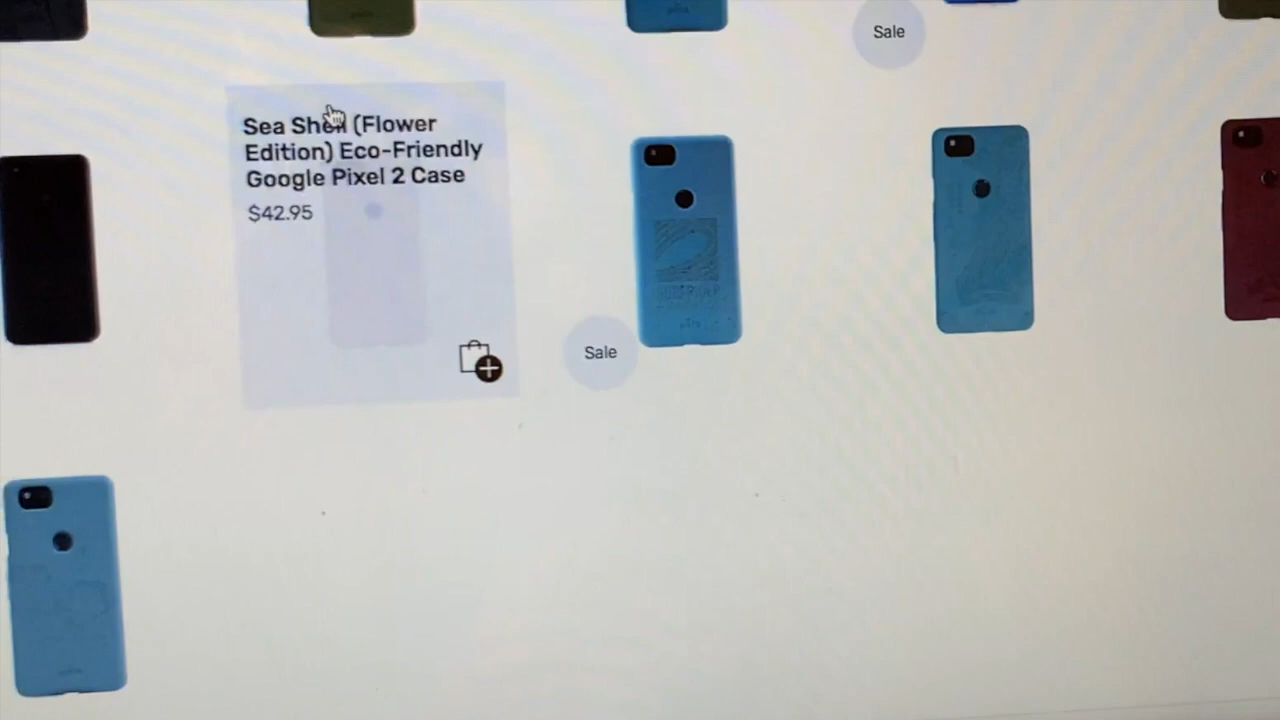 Sale
Sea Shell (Flower
Edition) Eco-Friendly
Google Pixel 2 Case
$42.95
Sale